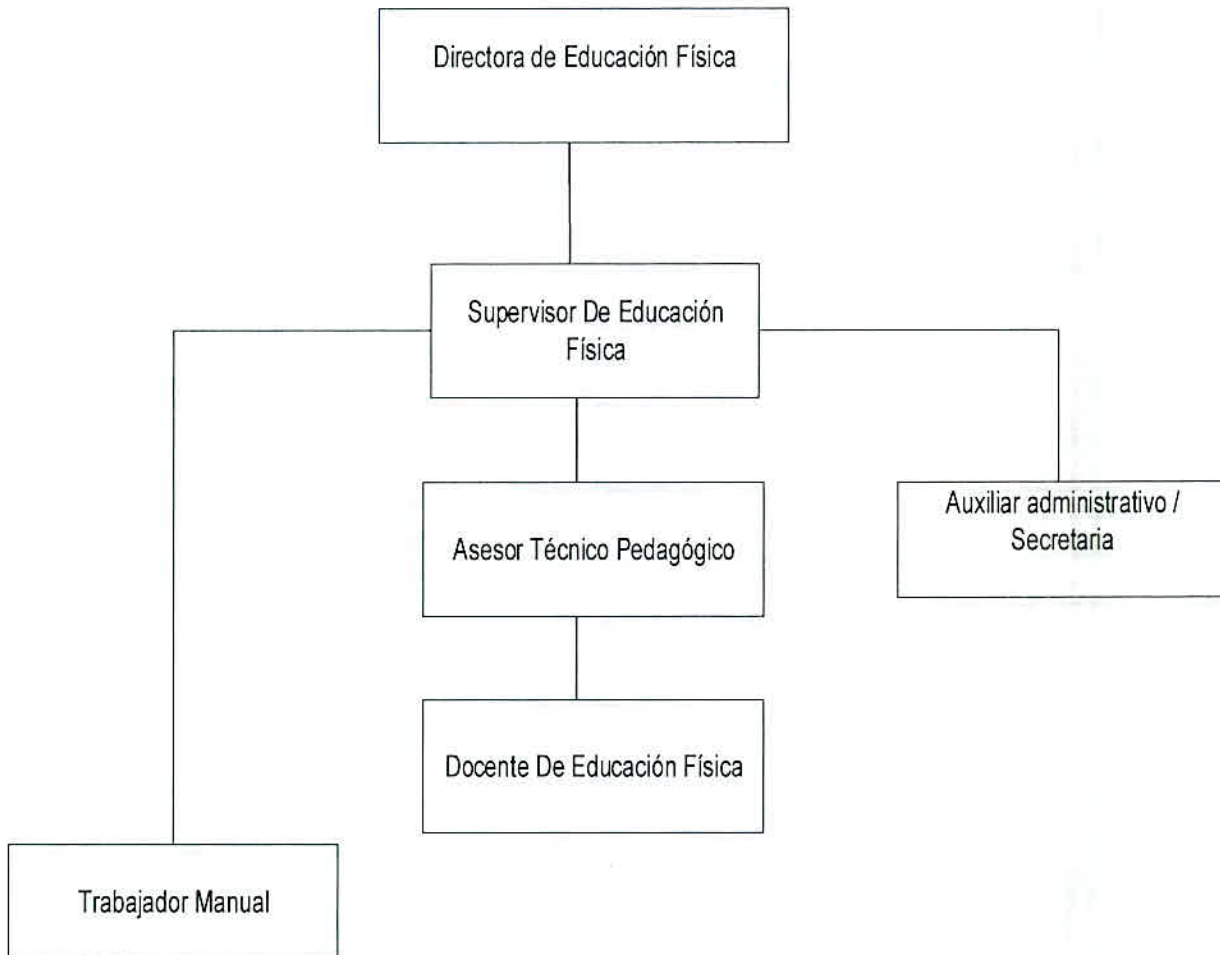 Directora de Educación Física
Supervisor De Educación
Física
Asesor Técnico Pedagógico
Auxiliar administrativo /
Secretaria
Docente De Educación Física
Trabajador Manual